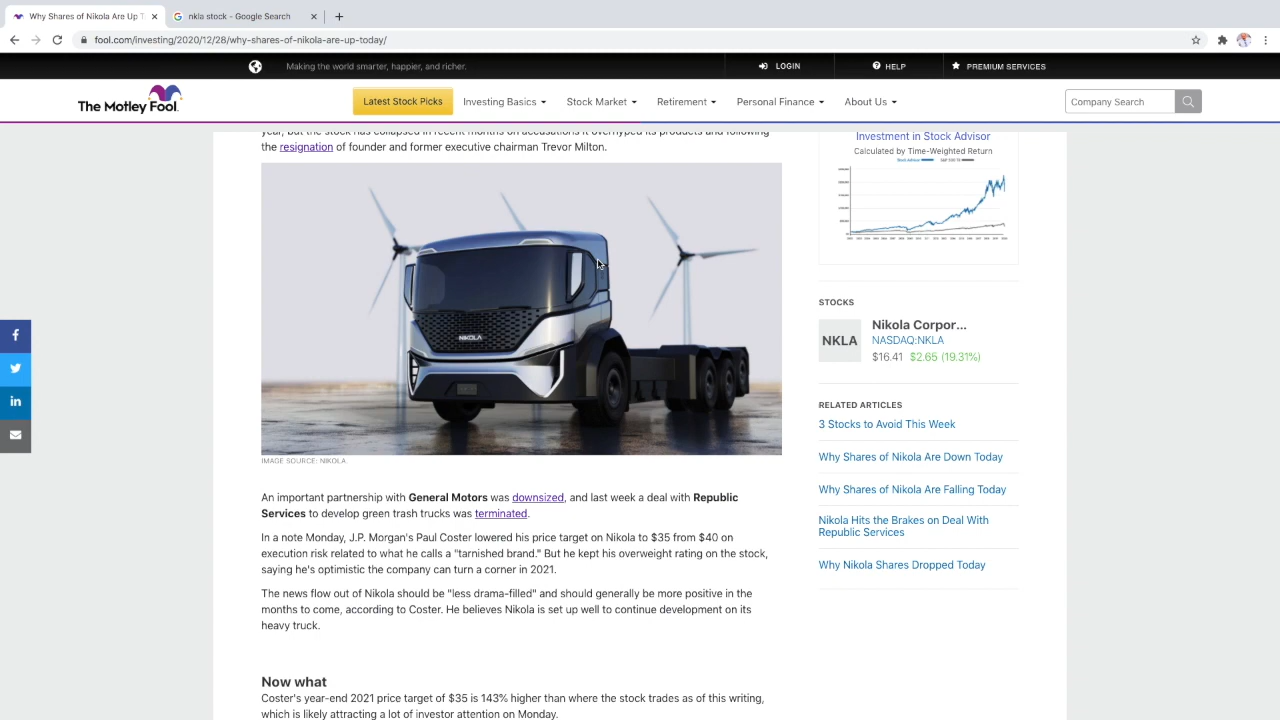 Why Shares of Nikola Are Up T
nkla stock - Google Search
fool.com/investing/2020/12/28/why-shares-of-nikola-are-up-today/
Making the world smarter, happier, and richer.
LOGIN
HELP
PREMIUM SERVICES
The Motley Fool.
Latest Stock Picks
Investing Basics
Stock Market
Retirement
Personal Finance
About Us
Company Search
year, but the stock has collapsed in recent months on accusations it overhyped its products and following
the resignation of founder and former executive chairman Trevor Milton.
NIKOLA
IMAGE SOURCE: NIKOLA.
An important partnership with General Motors was downsized, and last week a deal with Republic
Services to develop green trash trucks was terminated.
In a note Monday, J.P. Morgan's Paul Coster lowered his price target on Nikola to $35 from $40 on
execution risk related to what he calls a "tarnished brand." But he kept his overweight rating on the stock,
saying he's optimistic the company can turn a corner in 2021.
The news flow out of Nikola should be "less drama-filled" and should generally be more positive in the
months to come, according to Coster. He believes Nikola is set up well to continue development on its
heavy truck.
Now what
Coster's year-end 2021 price target of $35 is 143% higher than where the stock trades as of this writing,
which is likely attracting a lot of investor attention on Monday.
Investment in Stock Advisor
Calculated by Time-Weighted Return
Stock Advisor
STOCKS
NKLA
Nikola Corpor...
NASDAQ:NKLA
$16.41 $2.65 (19.31%)
RELATED ARTICLES
3 Stocks to Avoid This Week
Why Shares of Nikola Are Down Today
Why Shares of Nikola Are Falling Today
Nikola Hits the Brakes on Deal With
Republic Services
Why Nikola Shares Dropped Today